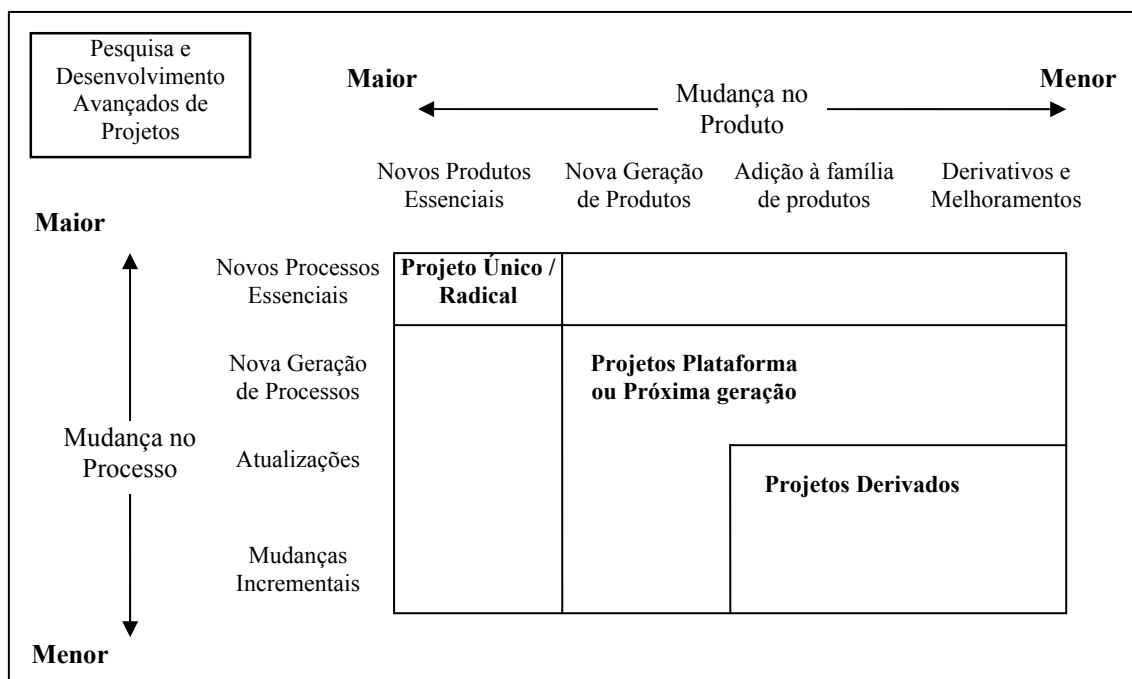 Pesquisa e
Desenvolvimento
Avançados de
Projetos
Maior
Menor
Mudança no
Produto
Novos Produtos
Essenciais
Nova Geração
de Produtos
Adição à família
de produtos
Derivativos e
Melhoramentos
Maior
Novos Processos
Essenciais
Projeto Único /
Radical
Nova Geração
de Processos
Projetos Plataforma
ou Próxima geração
Mudança no
Processo
Atualizações
Projetos Derivados
Mudanças
Incrementais
Menor